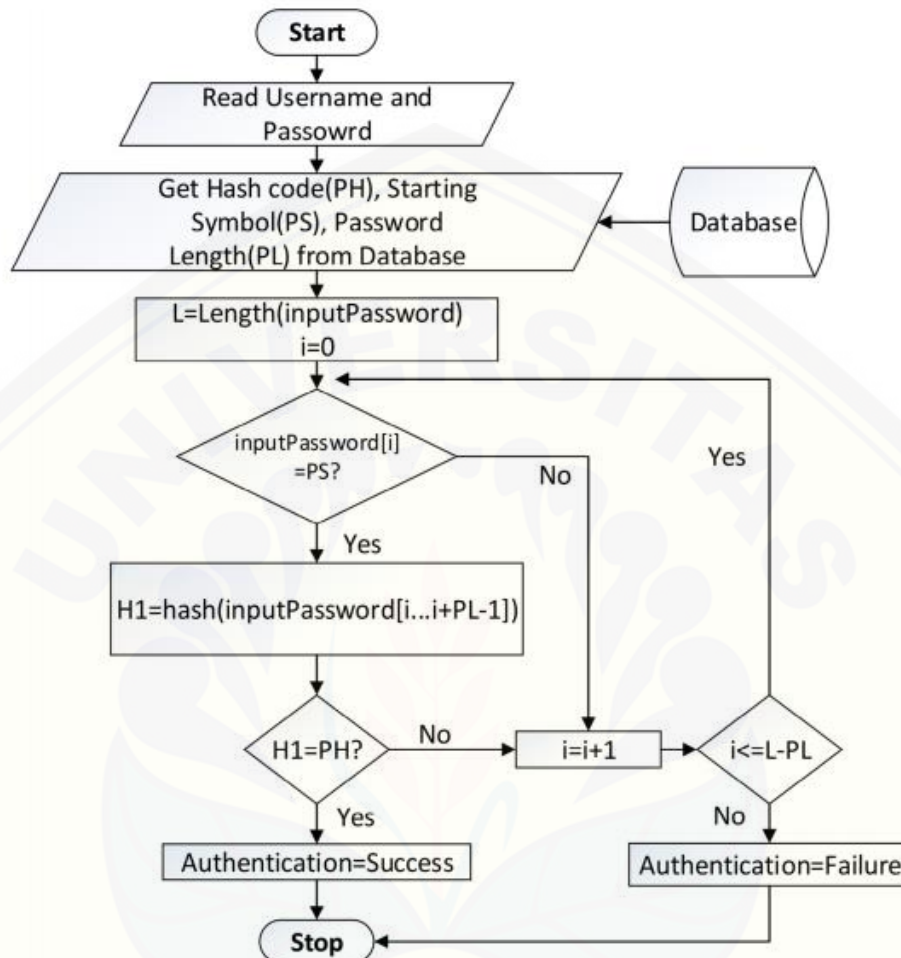 Start
Read Username and
Passowrd
Get Hash code(PH), Starting
Symbol(PS), Password
Length(PL) from Database
Database
L=Length(inputPassword)
i=0
inputPassword[i]
=PS?
No
Yes
Yes
H1=hash(inputPassword[i...i+PL-1])
H1=PH?
No
i=i+1
i<=L-PL
Yes
No
Authentication=Success
Authentication=Failure
Stop
UNIVERSITAS